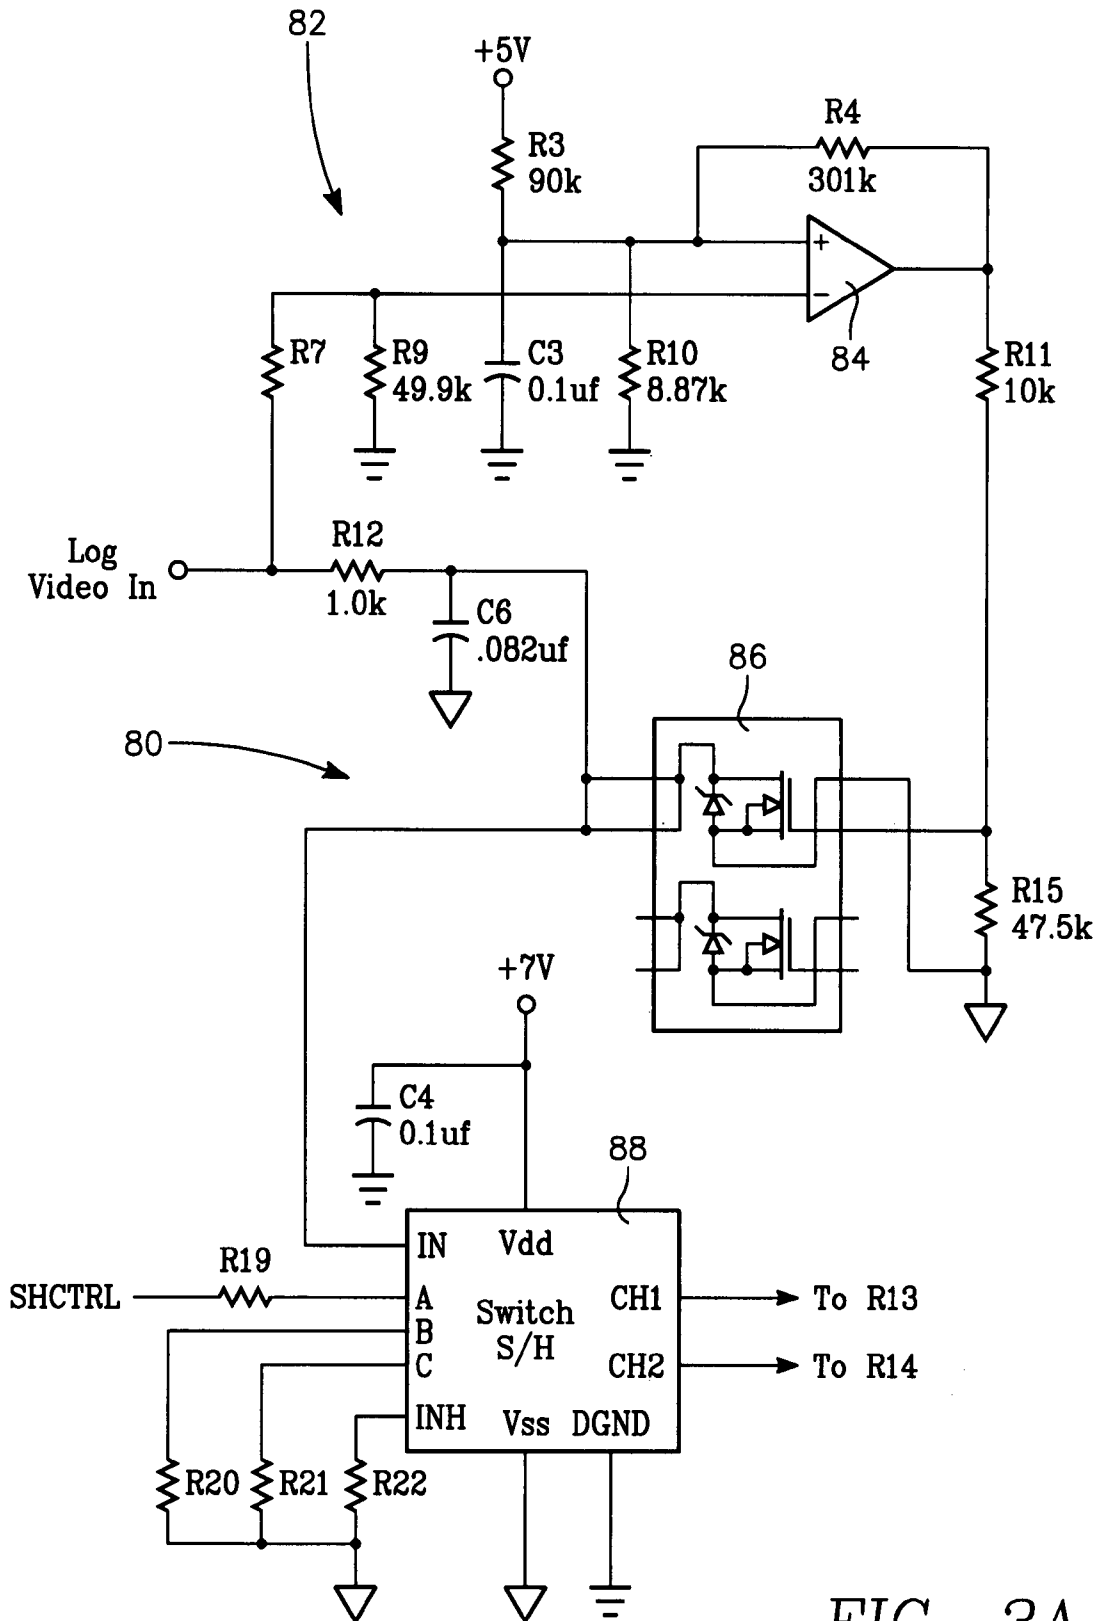 82
+5V
R3
90k
R4
301k
+
−
84
R7
R9
49.9k
C3
0.1uf
R10
8.87k
R11
10k
Log
Video In
R12
1.0k
C6
.082uf
86
80
R15
47.5k
+7V
C4
0.1uf
88
IN
Vdd
R19
SHCTRL
A
B
C
Switch
S/H
CH1
To R13
CH2
To R14
INH
Vss
DGND
R20
R21
R22
FIG. 3A